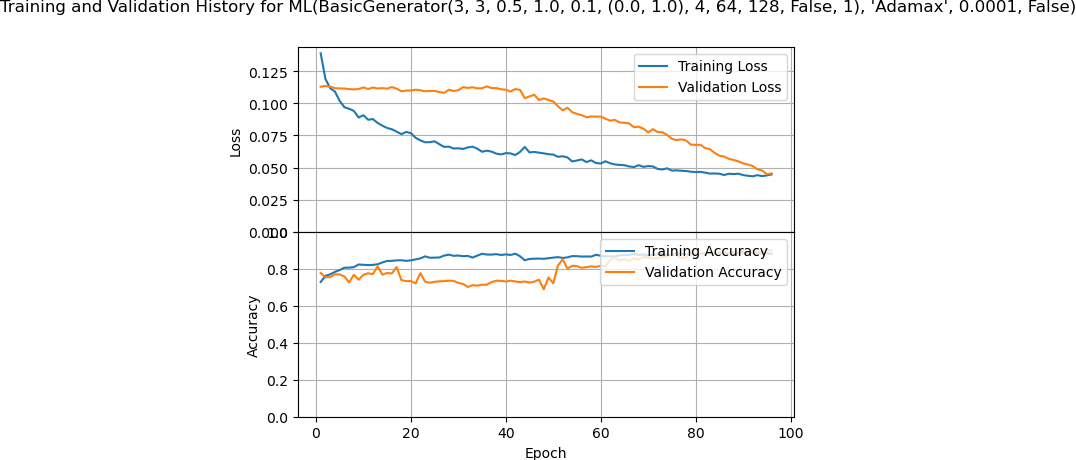 Training and Validation History for ML(BasicGenerator(3, 3, 0.5, 1.0, 0.1, (0.0, 1.0), 4, 64, 128, False, 1), 'Adamax', 0.0001, False)
Training Loss
Validation Loss
0.125
0.100
0.075
0.050
0.025
0.000
Loss
Training Accuracy
Validation Accuracy
1.0
0.8
0.6
0.4
0.2
0.0
Accuracy
0 20 40 60 80 100
Epoch